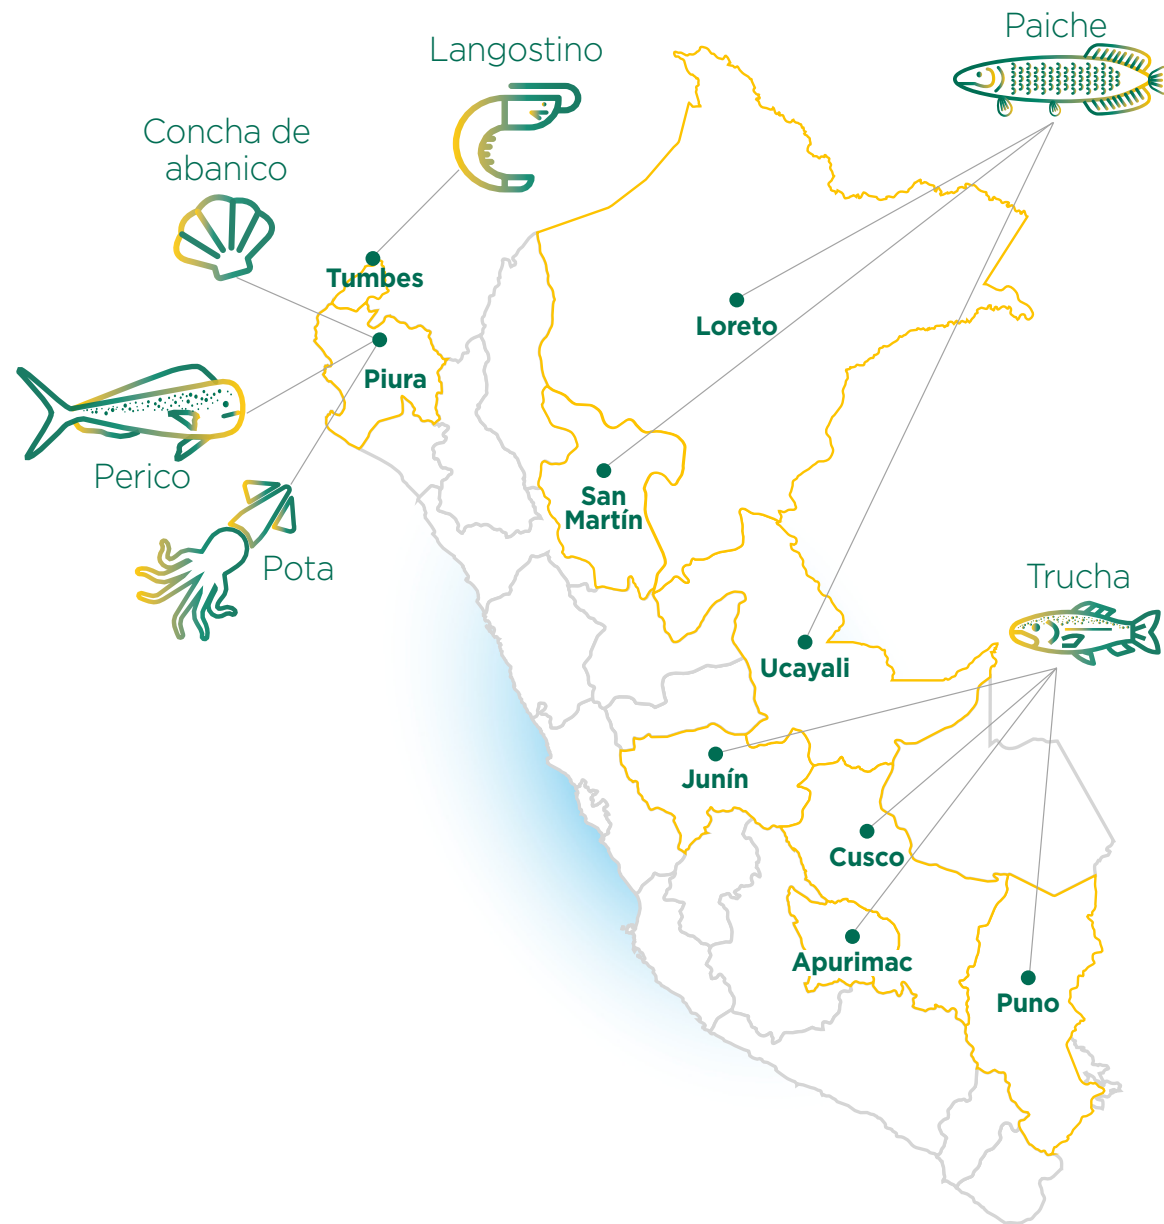 Paiche
Langostino
Concha de
abanico
Tumbes
Loreto
Piura
Perico
San
Martín
Pota
Trucha
Ucayali
Junín
Cusco
Apurimac
Puno